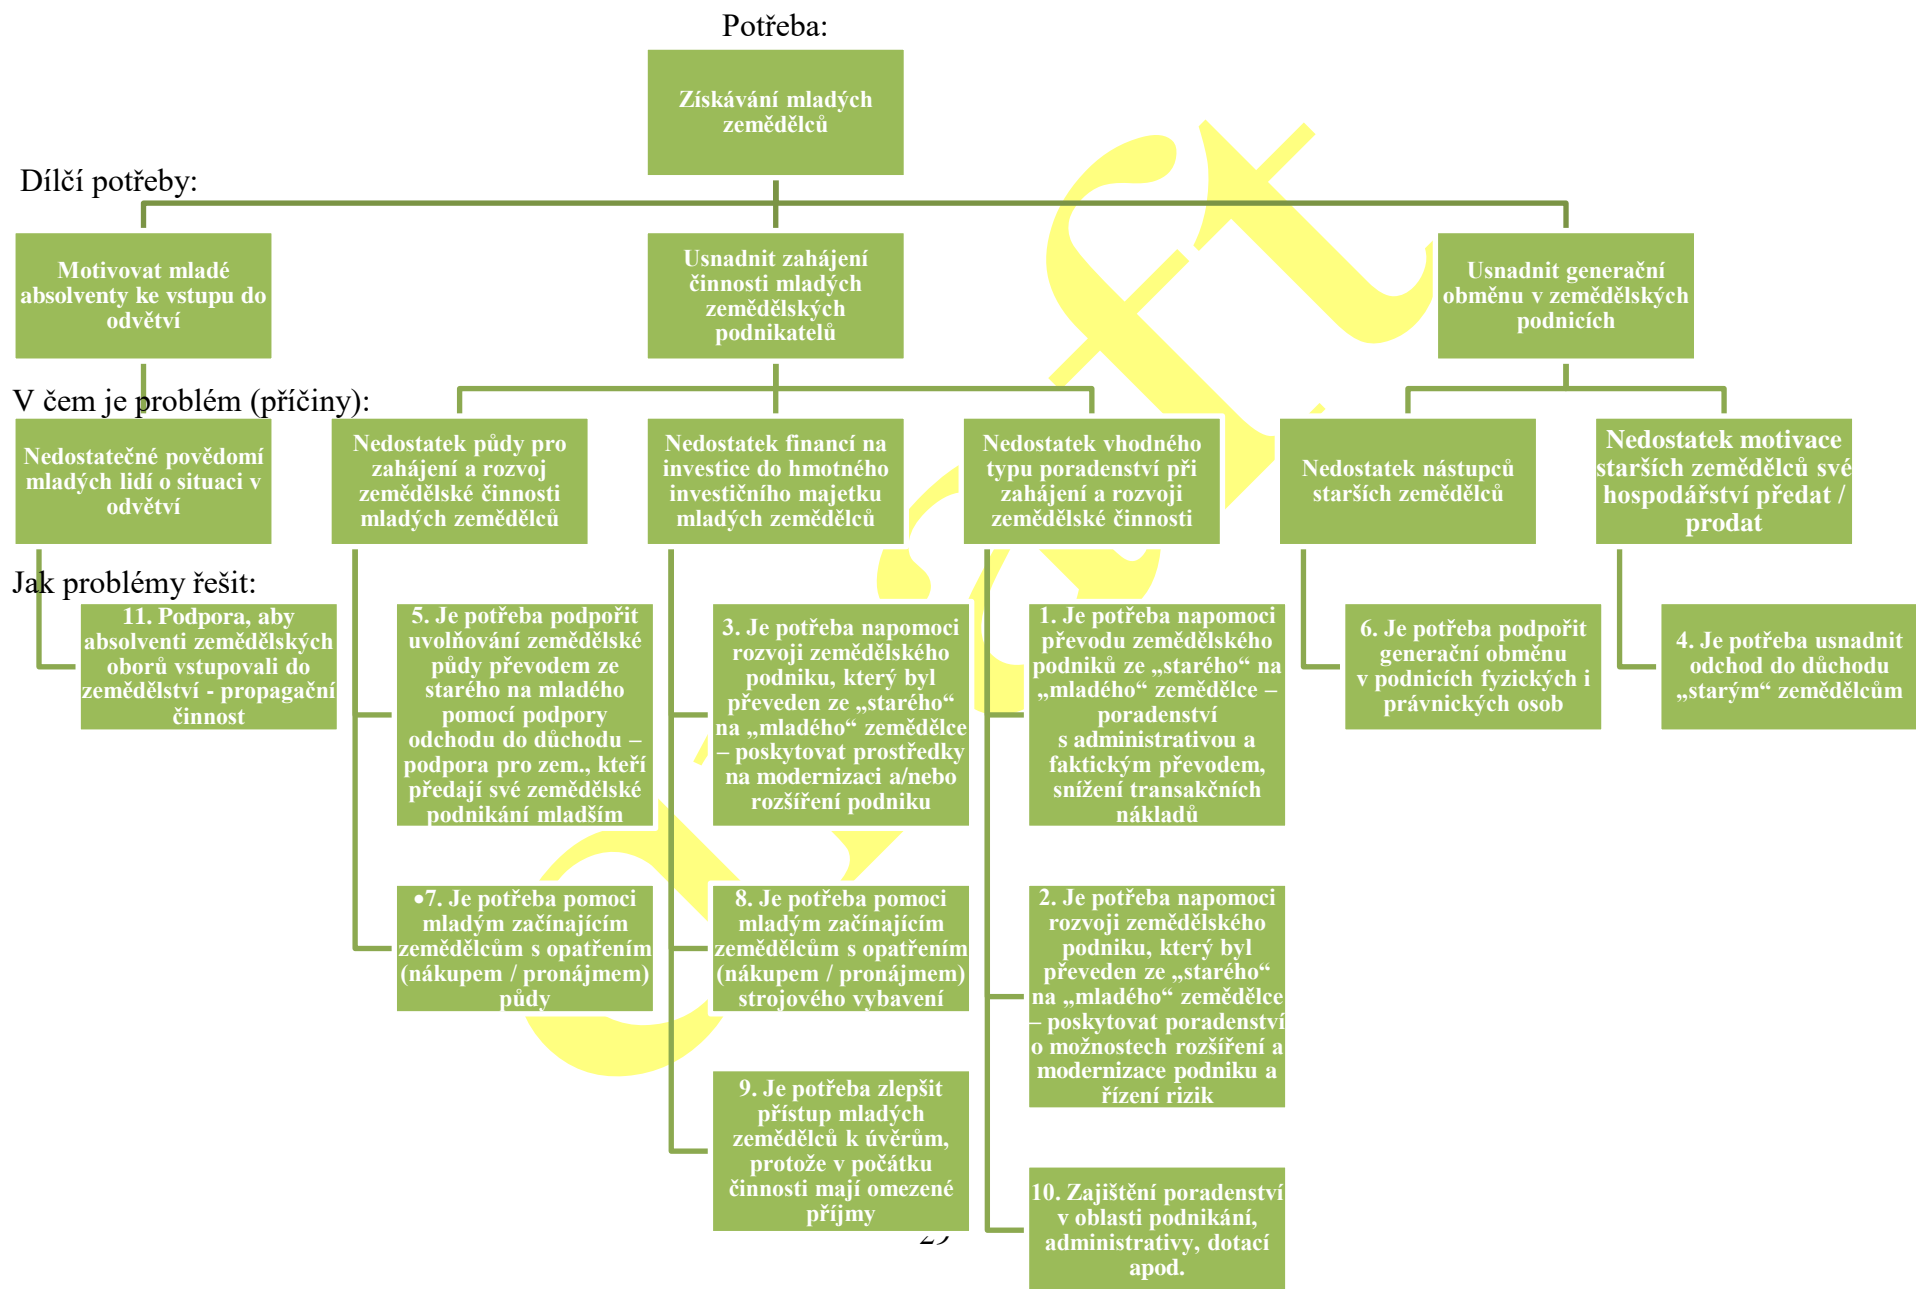 Potřeba:
Získávání mladých
zemědělců
Dílčí potřeby:
Motivovat mladé
absolventy ke vstupu do
odvětví
Usnadnit zahájení
činnosti mladých
zemědělských
podnikatelů
Usnadnit generační
obměnu v zemědělských
podnicích
V čem je problém (příčiny):
Nedostatečné povědomí
mladých lidí o situaci v
odvětví
Nedostatek půdy pro
zahájení a rozvoj
zemědělské činnosti
mladých zemědělců
Nedostatek financí na
investice do hmotného
investičního majetku
mladých zemědělců
Nedostatek vhodného
typu poradenství při
zahájení a rozvoji
zemědělské činnosti
Nedostatek nástupců
starších zemědělců
Nedostatek motivace
starších zemědělců své
hospodářství předat /
prodat
Jak problémy řešit:
11. Podpora, aby
absolventi zemědělských
oborů vstupovali do
zemědělství - propagační
činnost
5. Je potřeba podpořit
uvolňování zemědělské
půdy převodem ze
starého na mladého
pomocí podpory
odchodu do důchodu –
podpora pro zem., kteří
předají své zemědělské
podnikání mladším
3. Je potřeba napomoci
rozvoji zemědělského
podniku, který byl
převeden ze „starého“
na „mladého“ zemědělce
– poskytovat prostředky
na modernizaci a/nebo
rozšíření podniku
1. Je potřeba napomoci
převodu zemědělského
podniků ze „starého“ na
„mladého“ zemědělce –
poradenství
s administrativou a
faktickým převodem,
snížení transakčních
nákladů
6. Je potřeba podpořit
generační obměnu
v podnicích fyzických i
právnických osob
4. Je potřeba usnadnit
odchod do důchodu
„starým“ zemědělcům
•7. Je potřeba pomoci
mladým začínajícím
zemědělcům s opatřením
(nákupem / pronájmem)
půdy
8. Je potřeba pomoci
mladým začínajícím
zemědělcům s opatřením
(nákupem / pronájmem)
strojového vybavení
2. Je potřeba napomoci
rozvoji zemědělského
podniku, který byl
převeden ze „starého“
na „mladého“ zemědělce
– poskytovat poradenství
o možnostech rozšíření a
modernizace podniku a
řízení rizik
9. Je potřeba zlepšit
přístup mladých
zemědělců k úvěrům,
protože v počátku
činnosti mají omezené
příjmy
10. Zajištění poradenství
v oblasti podnikání,
administrativy, dotací
apod.